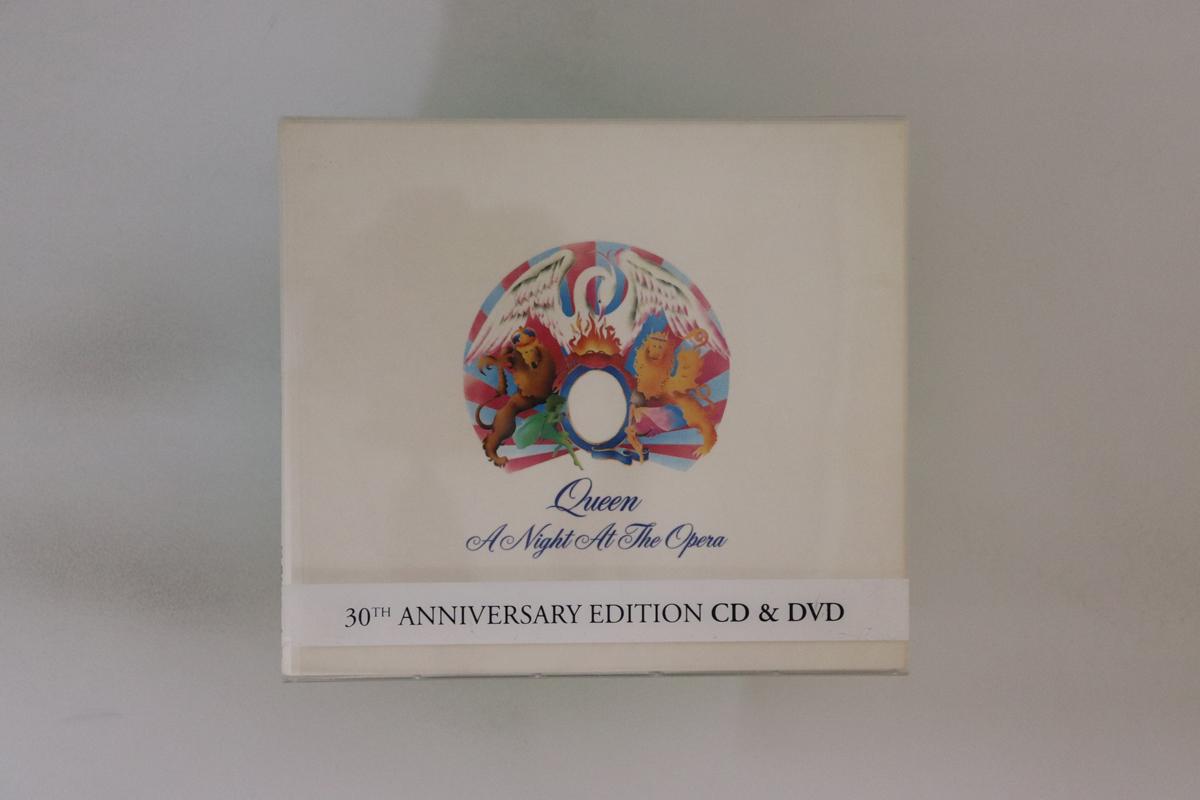 Queen
A Night At The Opera
30TH ANNIVERSARY EDITION CD & DVD